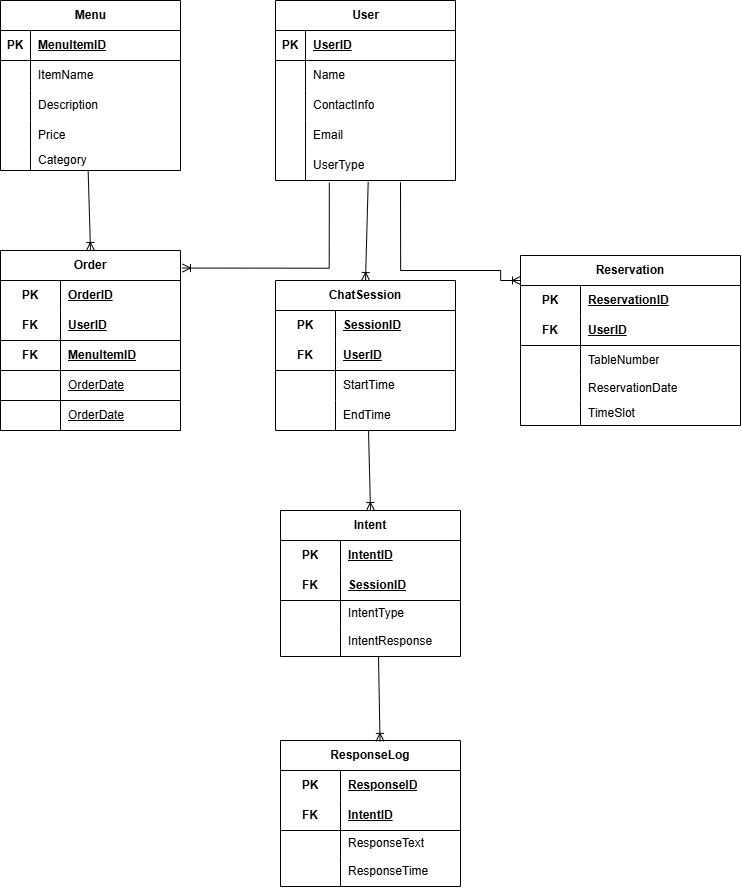 Menu
PK MenuItemID
ItemName
Description
Price
Category
User
PK UserID
Name
ContactInfo
Email
UserType
Order
PK OrderID
FK UserID
FK MenuItemID
OrderDate
OrderDate
ChatSession
PK SessionID
FK UserID
StartTime
EndTime
Reservation
PK ReservationID
FK UserID
TableNumber
ReservationDate
TimeSlot
Intent
PK IntentID
FK SessionID
IntentType
IntentResponse
ResponseLog
PK ResponseID
FK IntentID
ResponseText
ResponseTime